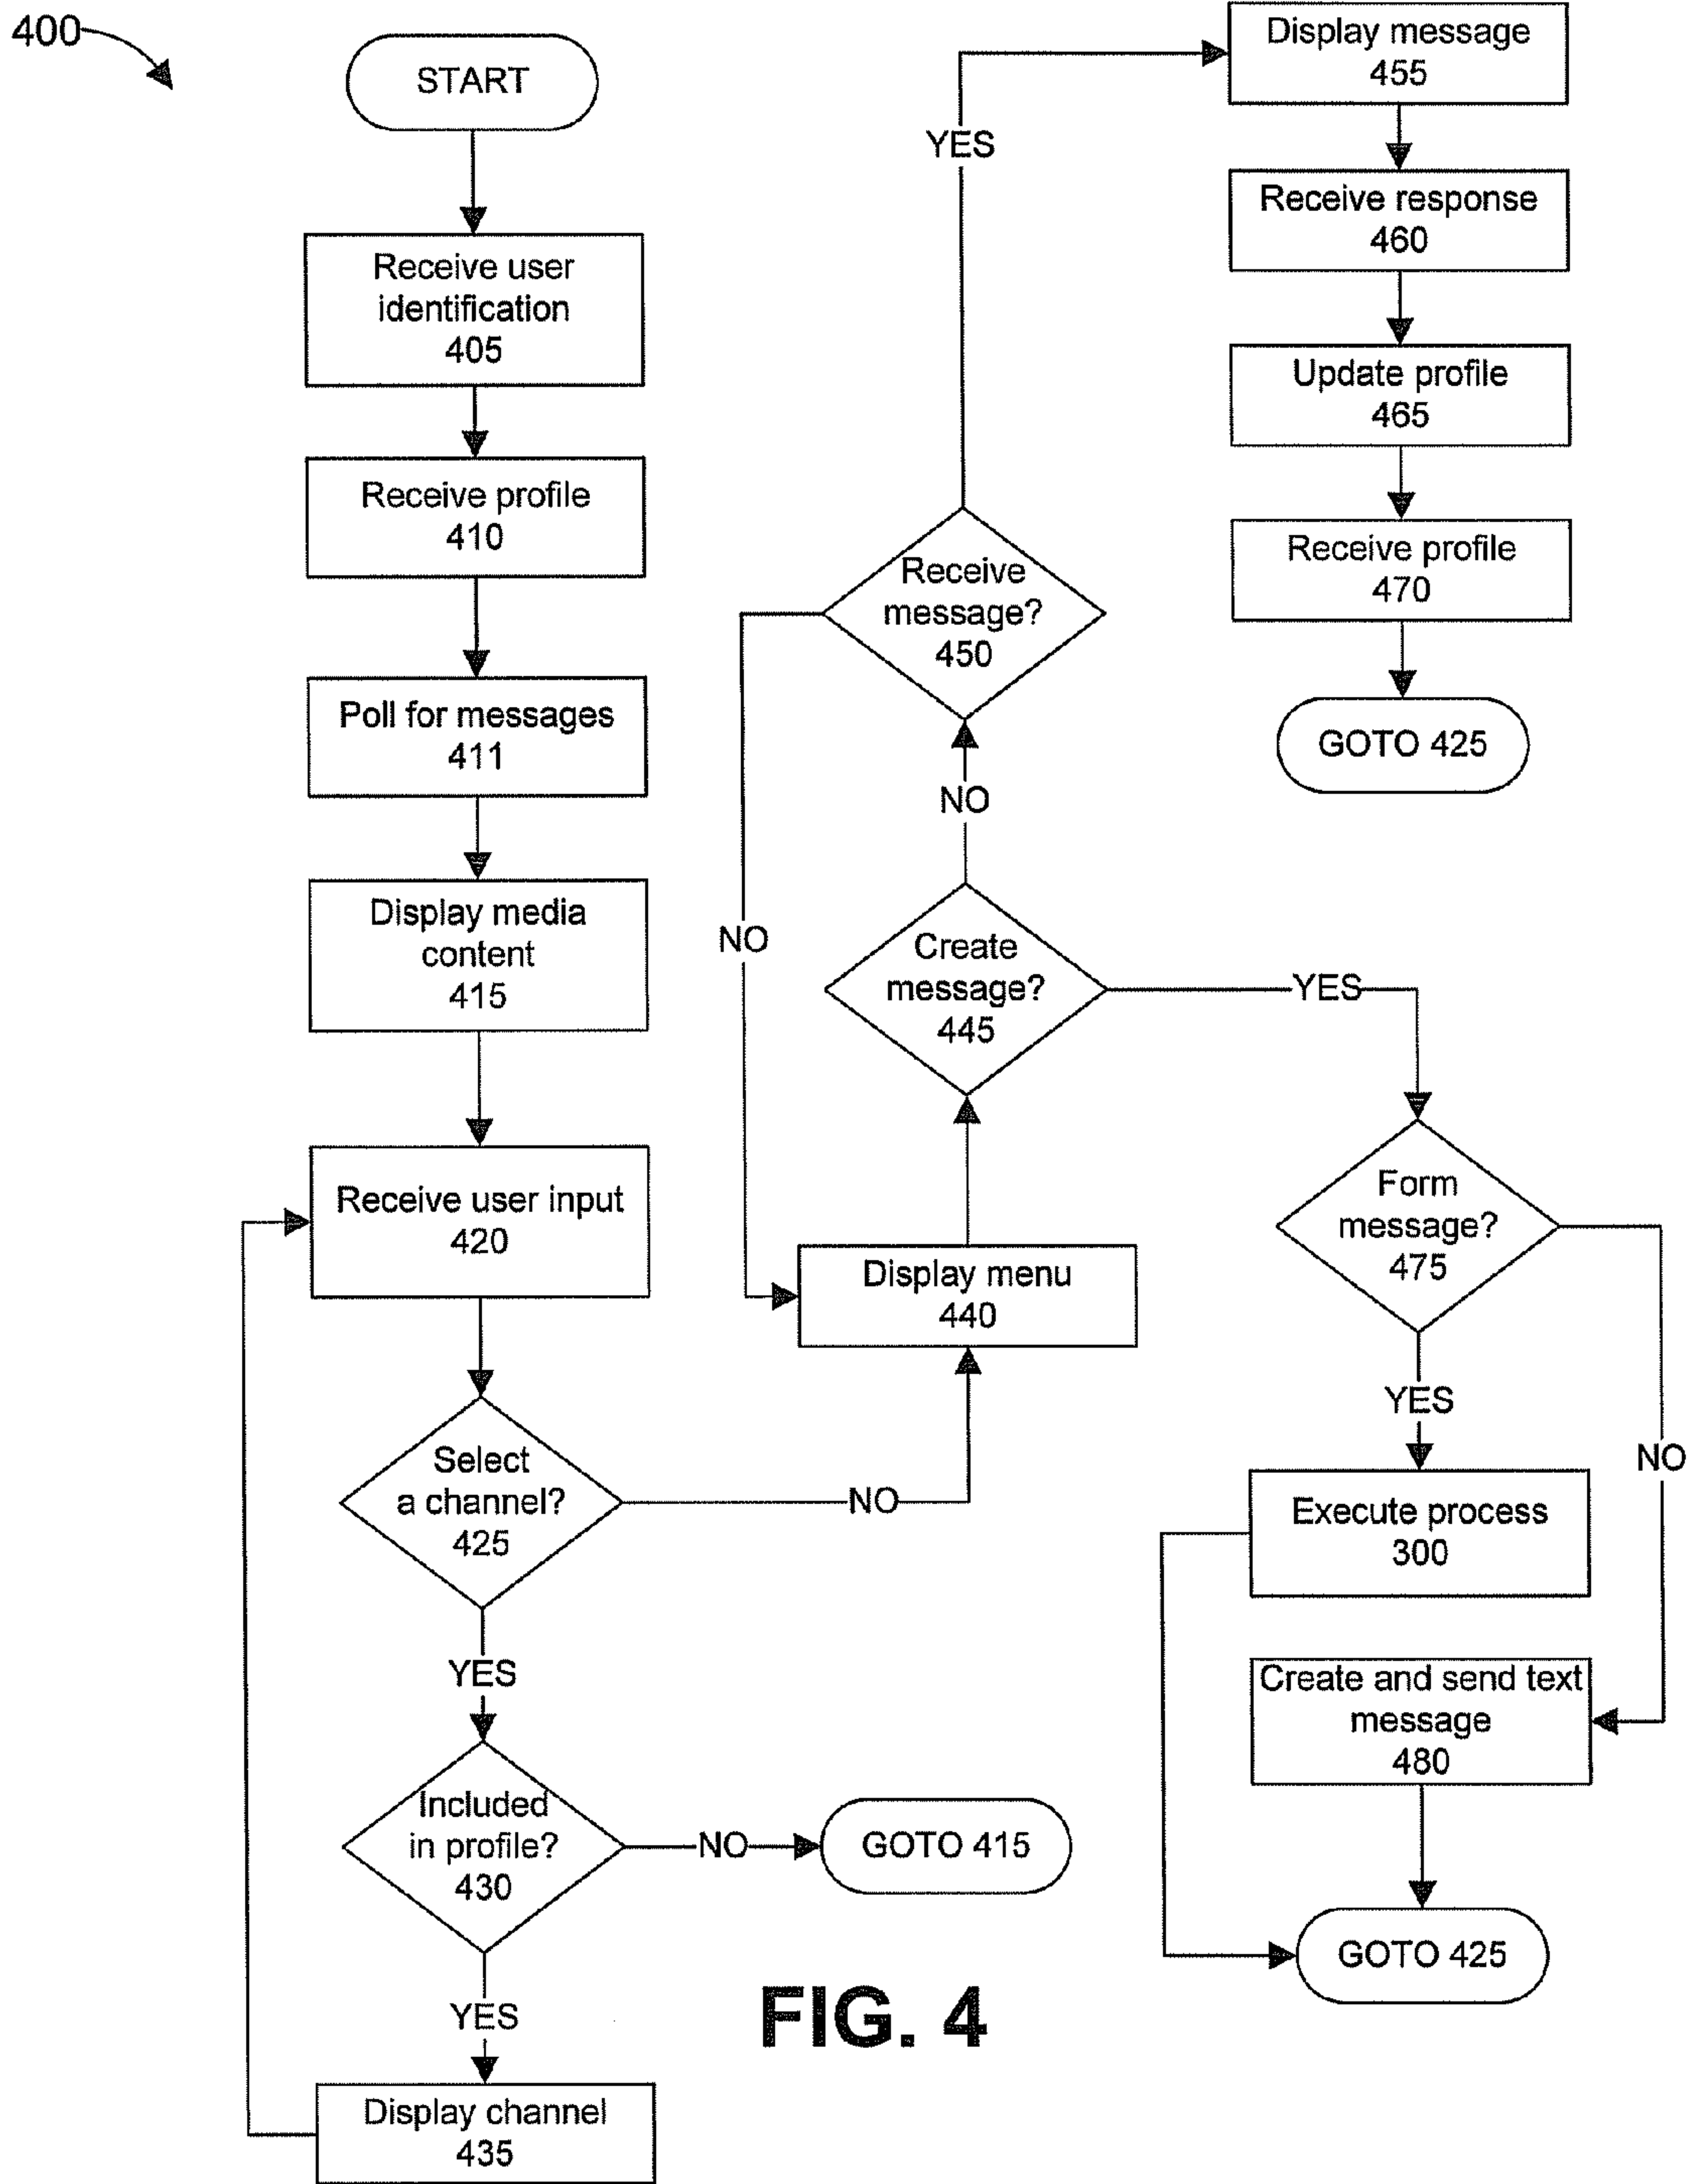 400
START
Receive user
identification
405
Receive profile
410
Poll for messages
411
Display media
content
415
Receive user input
420
Select
a channel?
425
NO
YES
Included
in profile?
430
NO
GOTO 415
YES
Display channel
435
Display menu
440
Create
message?
445
YES
NO
Receive
message?
450
NO
YES
Display message
455
Receive response
460
Update profile
465
Receive profile
470
GOTO 425
Form
message?
475
YES
NO
Execute process
300
Create and send text
message
480
GOTO 425
FIG. 4